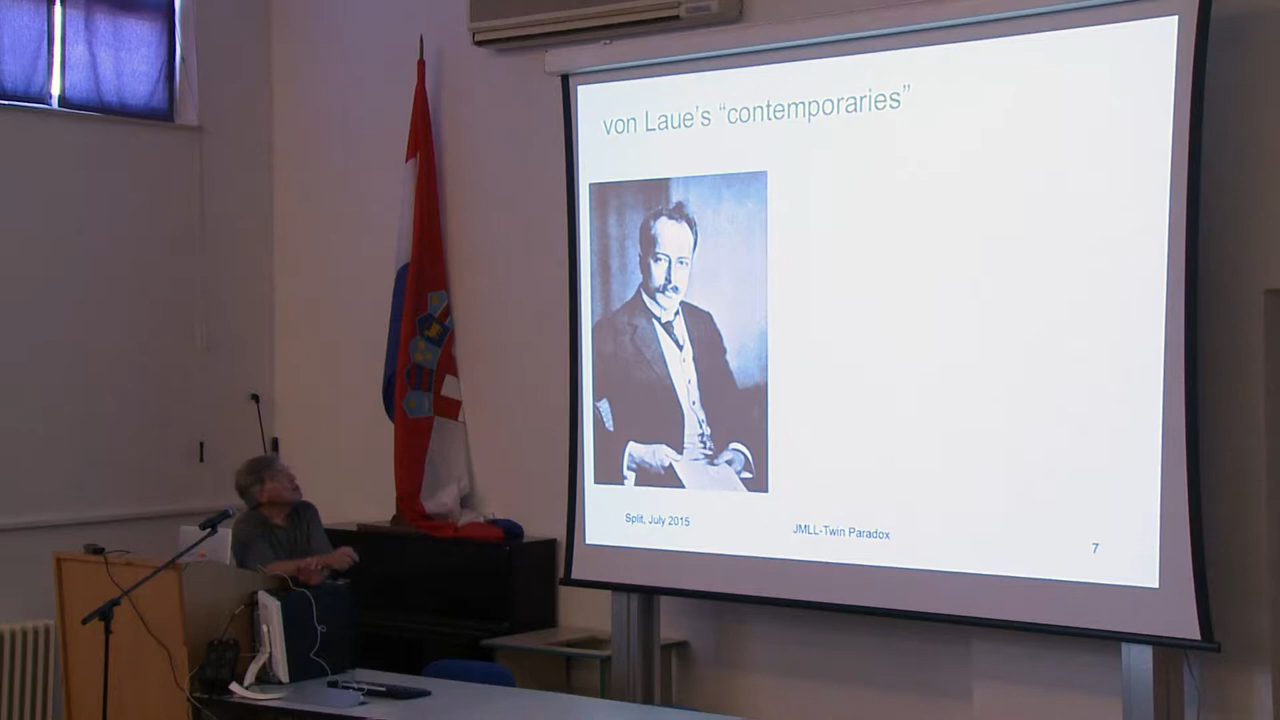 von Laue's “contemporaries”
Split, July 2015
JMLL-Twin Paradox
7